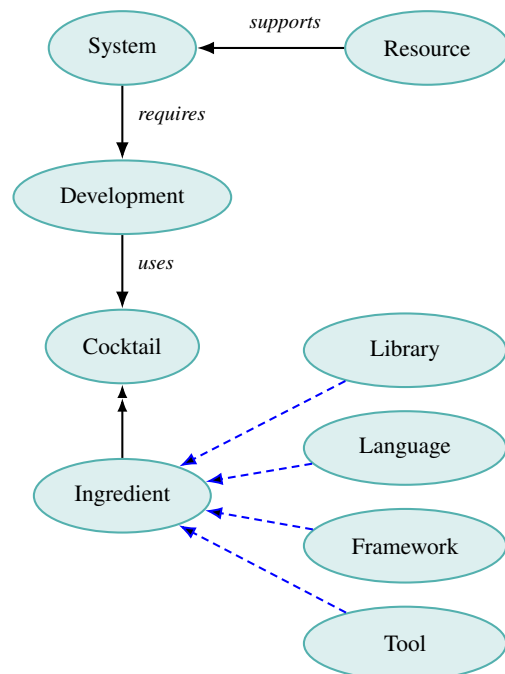 System
supports
Resource
requires
Development
uses
Cocktail
Library
Language
Ingredient
Framework
Tool